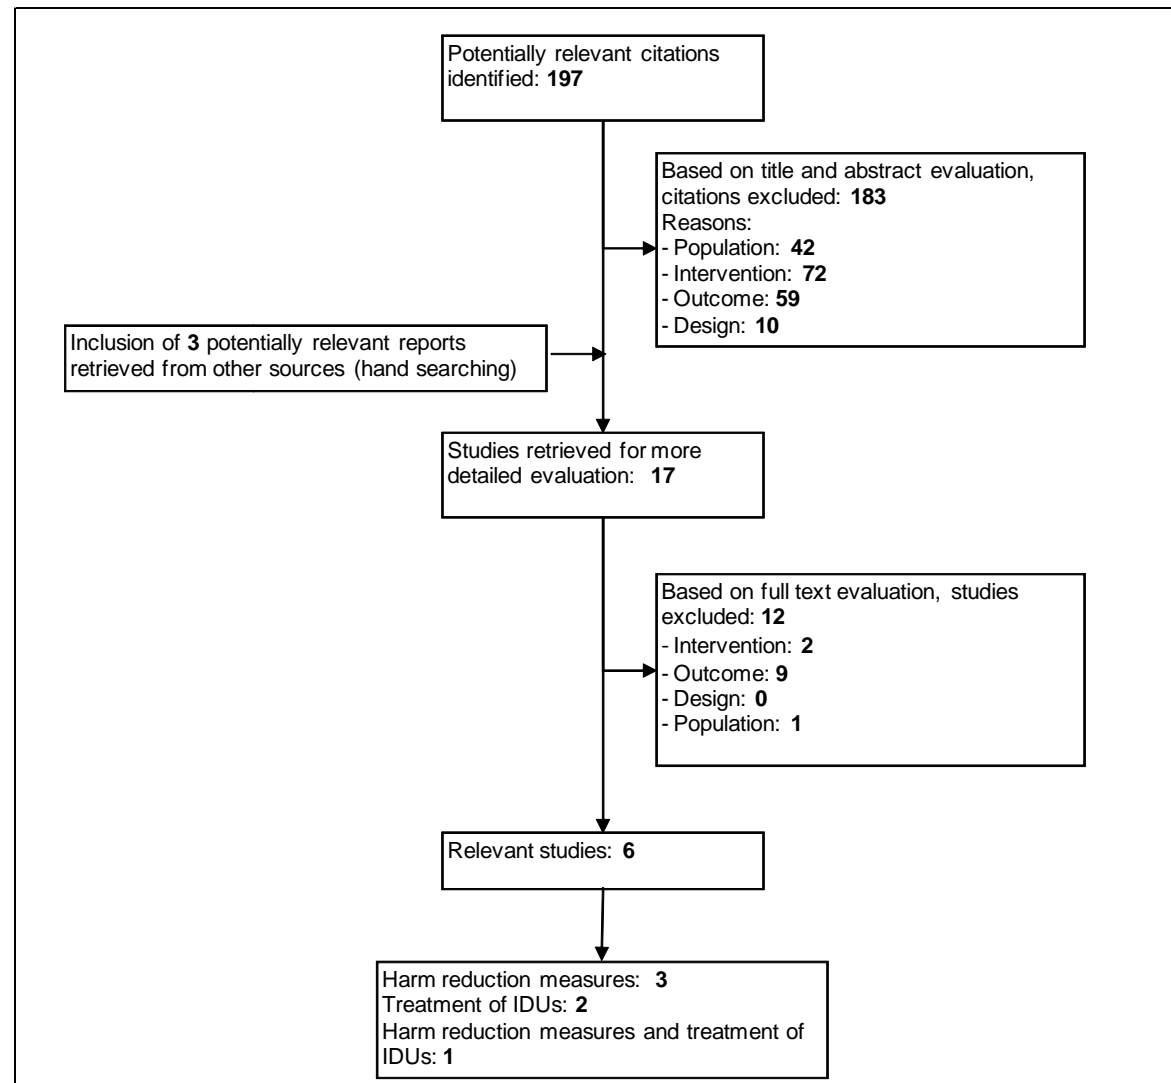 Potentially relevant citations
identified: 197
Based on title and abstract evaluation,
citations excluded: 183
Reasons:
- Population: 42
- Intervention: 72
- Outcome: 59
- Design: 10
Inclusion of 3 potentially relevant reports
retrieved from other sources (hand searching)
Studies retrieved for more
detailed evaluation: 17
Based on full text evaluation, studies
excluded: 12
- Intervention: 2
- Outcome: 9
- Design: 0
- Population: 1
Relevant studies: 6
Harm reduction measures: 3
Treatment of IDUs: 2
Harm reduction measures and treatment of
IDUs: 1